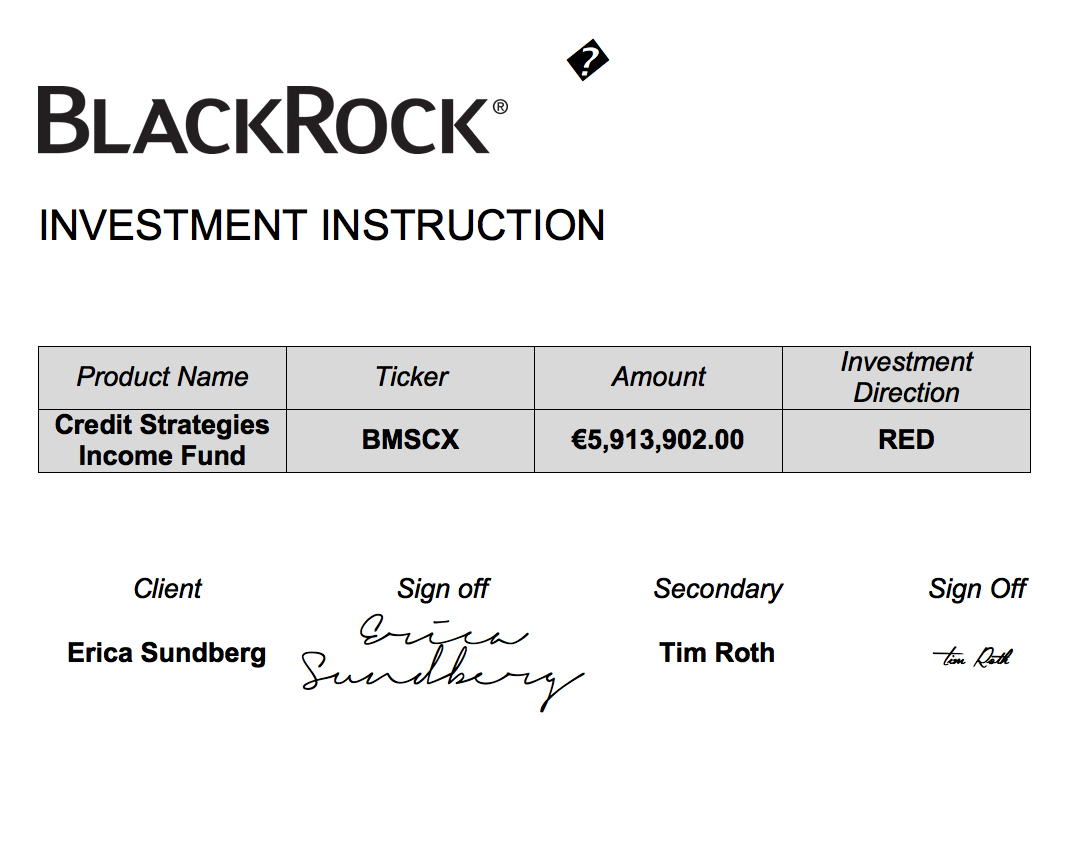 �
BLACKROCK®
INVESTMENT INSTRUCTION
Product Name Ticker Amount Investment Direction
Credit Strategies Income Fund BMSCX €5,913,902.00 RED
Client Sign off Secondary Sign Off
Erica Sundberg Erica Sundberg Tim Roth Tim Roth